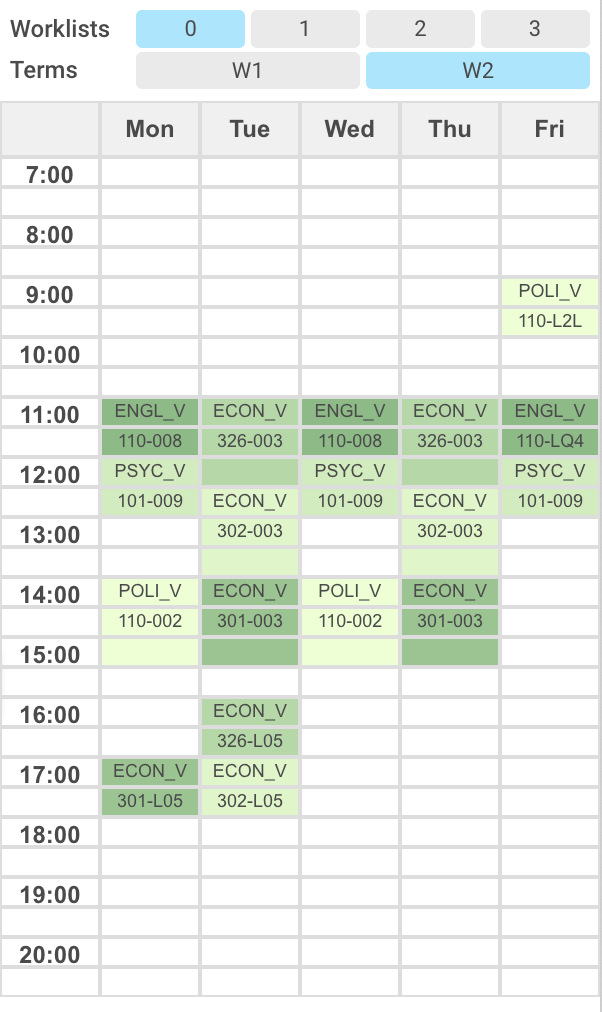 Worklists 0 1 2 3
Terms W1 W2
Mon Tue Wed Thu Fri
7:00
8:00
9:00 POLI_V
110-L2L
10:00
11:00 ENGL_V ECON_V ENGL_V ECON_V ENGL_V
110-008 326-003 110-008 326-003 110-LQ4
12:00 PSYC_V PSYC_V PSYC_V
101-009 ECON_V 101-009 ECON_V 101-009
13:00 302-003 302-003
14:00 POLI_V ECON_V POLI_V ECON_V
110-002 301-003 110-002 301-003
15:00
16:00 ECON_V
326-L05
17:00 ECON_V ECON_V
301-L05 302-L05
18:00
19:00
20:00